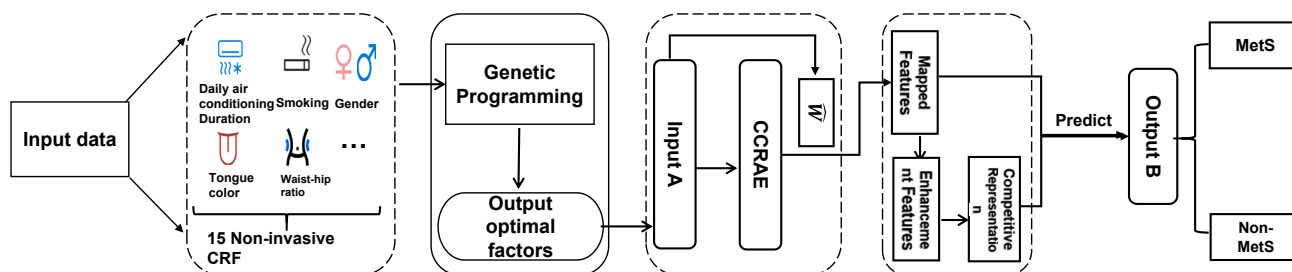 Input data
Daily air
conditioning
Duration
Smoking
Gender
Tongue
color
Waist-hip
ratio
...
15 Non-invasive
CRF
Genetic
Programming
Output
optimal
factors
Input A
CCRAE
Ŵ
Mapped
Features
Enhanceme
nt Features
Competitive
Representatio
n
Predict
Output B
MetS
Non-
MetS